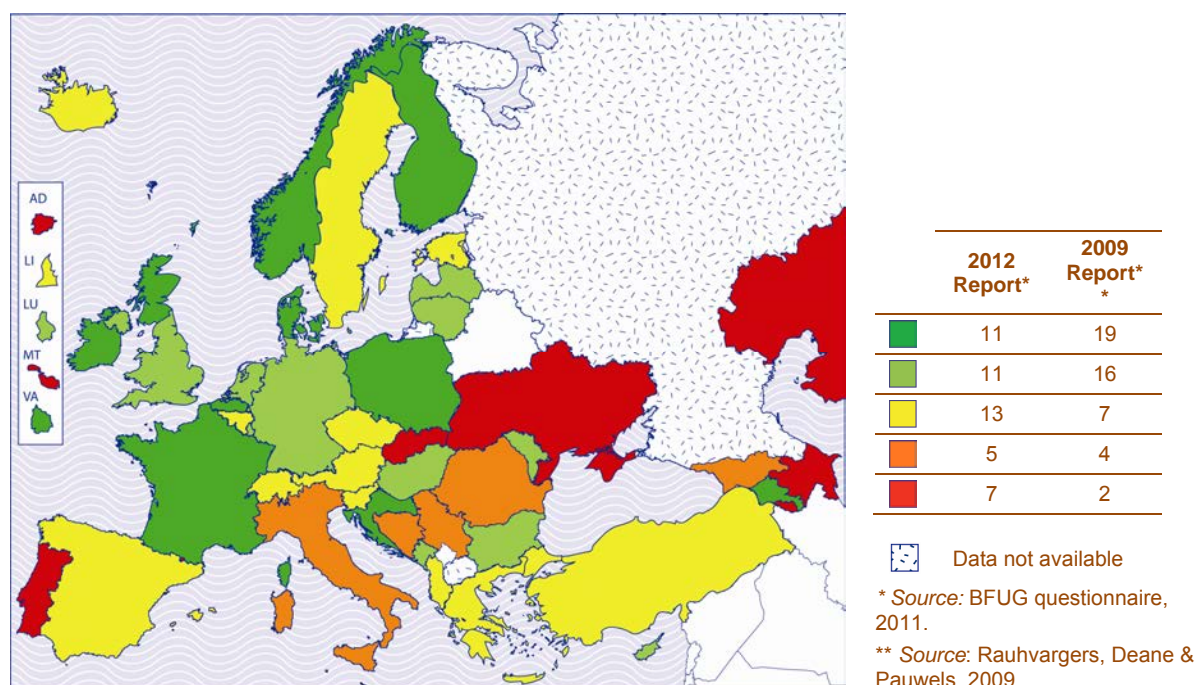 AD
LI
LU
MT
VA
2012 2009
Report* Report*
*
11 19
11 16
13 7
5 4
7 2
Data not available
* Source: BFUG questionnaire,
2011.
** Source: Rauhvargers, Deane &
Pauwels, 2009